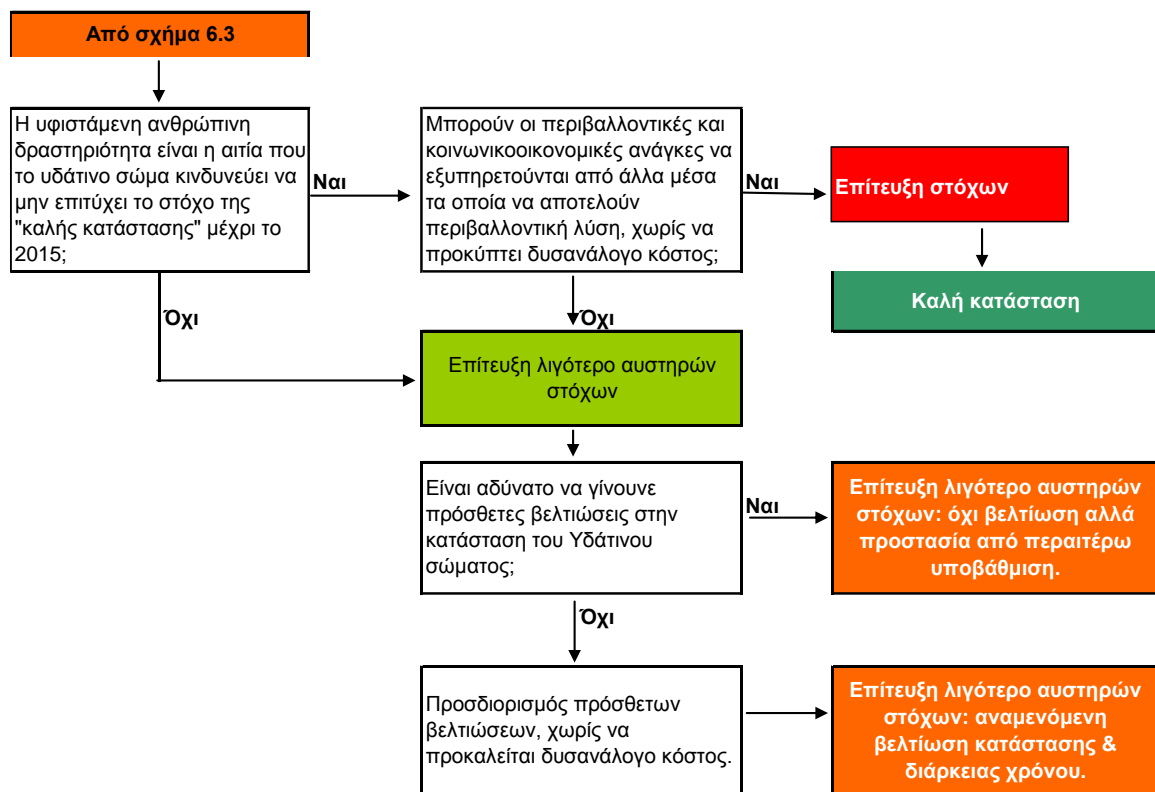 Από σχήμα 6.3
Η υφιστάμενη ανθρώπινη
δραστηριότητα είναι η αιτία που
το υδάτινο σώμα κινδυνεύει να
μην επιτύχει το στόχο της
"καλής κατάστασης" μέχρι το
2015;
Ναι
Μπορούν οι περιβαλλοντικές και
κοινωνικοοικονομικές ανάγκες να
εξυπηρετούνται από άλλα μέσα
τα οποία να αποτελούν
περιβαλλοντική λύση, χωρίς να
προκύπτει δυσανάλογο κόστος;
Ναι
Επίτευξη στόχων
Καλή κατάσταση
Όχι
Όχι
Επίτευξη λιγότερο αυστηρών
στόχων
Είναι αδύνατο να γίνουνε
πρόσθετες βελτιώσεις στην
κατάσταση του Υδάτινου
σώματος;
Ναι
Επίτευξη λιγότερο αυστηρών
στόχων: όχι βελτίωση αλλά
προστασία από περαιτέρω
υποβάθμιση.
Όχι
Προσδιορισμός πρόσθετων
βελτιώσεων, χωρίς να
προκαλείται δυσανάλογο κόστος.
Επίτευξη λιγότερο αυστηρών
στόχων: αναμενόμενη
βελτίωση κατάστασης &
διάρκειας χρόνου.